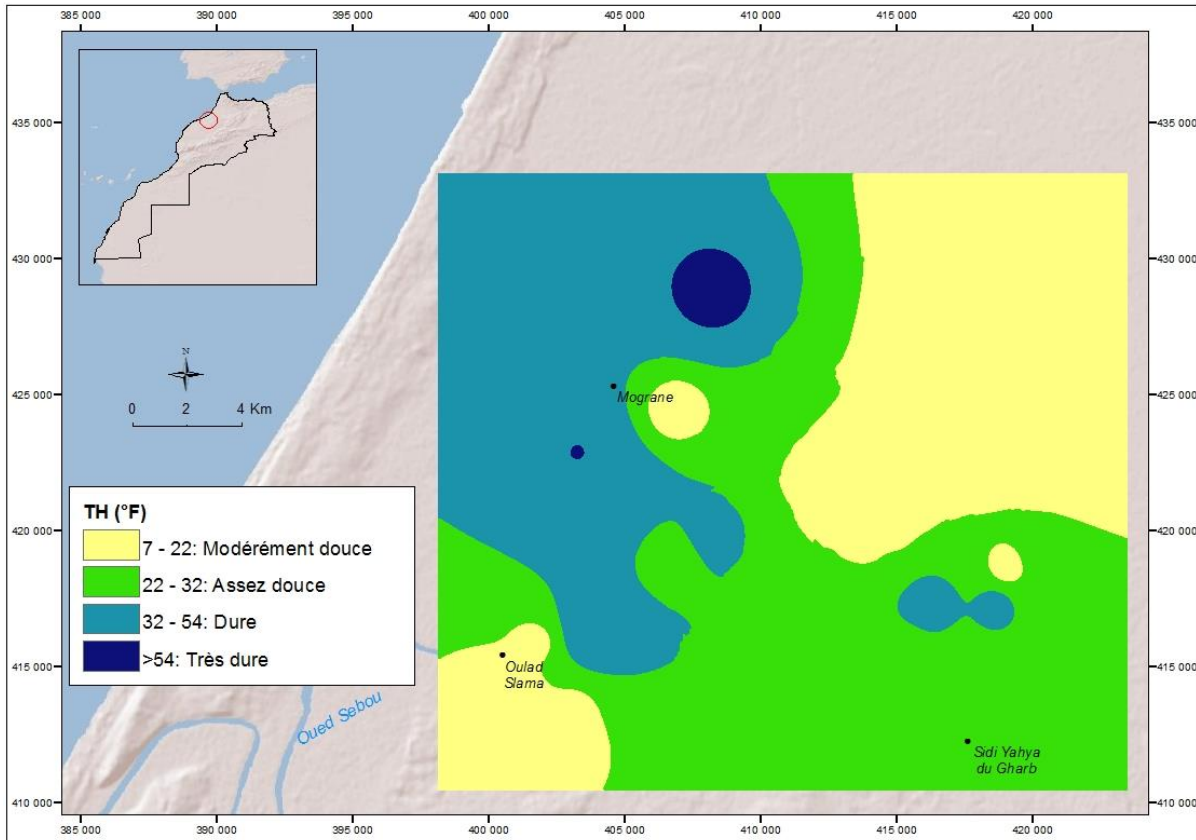 385 000 390 000 395 000 400 000 405 000 410 000 415 000 420 000
435 000 435 000
430 000 430 000
N
425 000 425 000
0 2 4 Km
Mograne
TH (°F)
7 - 22: Modérément douce
22 - 32: Assez douce
32 - 54: Dure
>54: Très dure
420 000 420 000
415 000 415 000
Oulad
Slama
Oued Sebou
Sidi Yahya
du Gharb
410 000 410 000
385 000 390 000 395 000 400 000 405 000 410 000 415 000 420 000